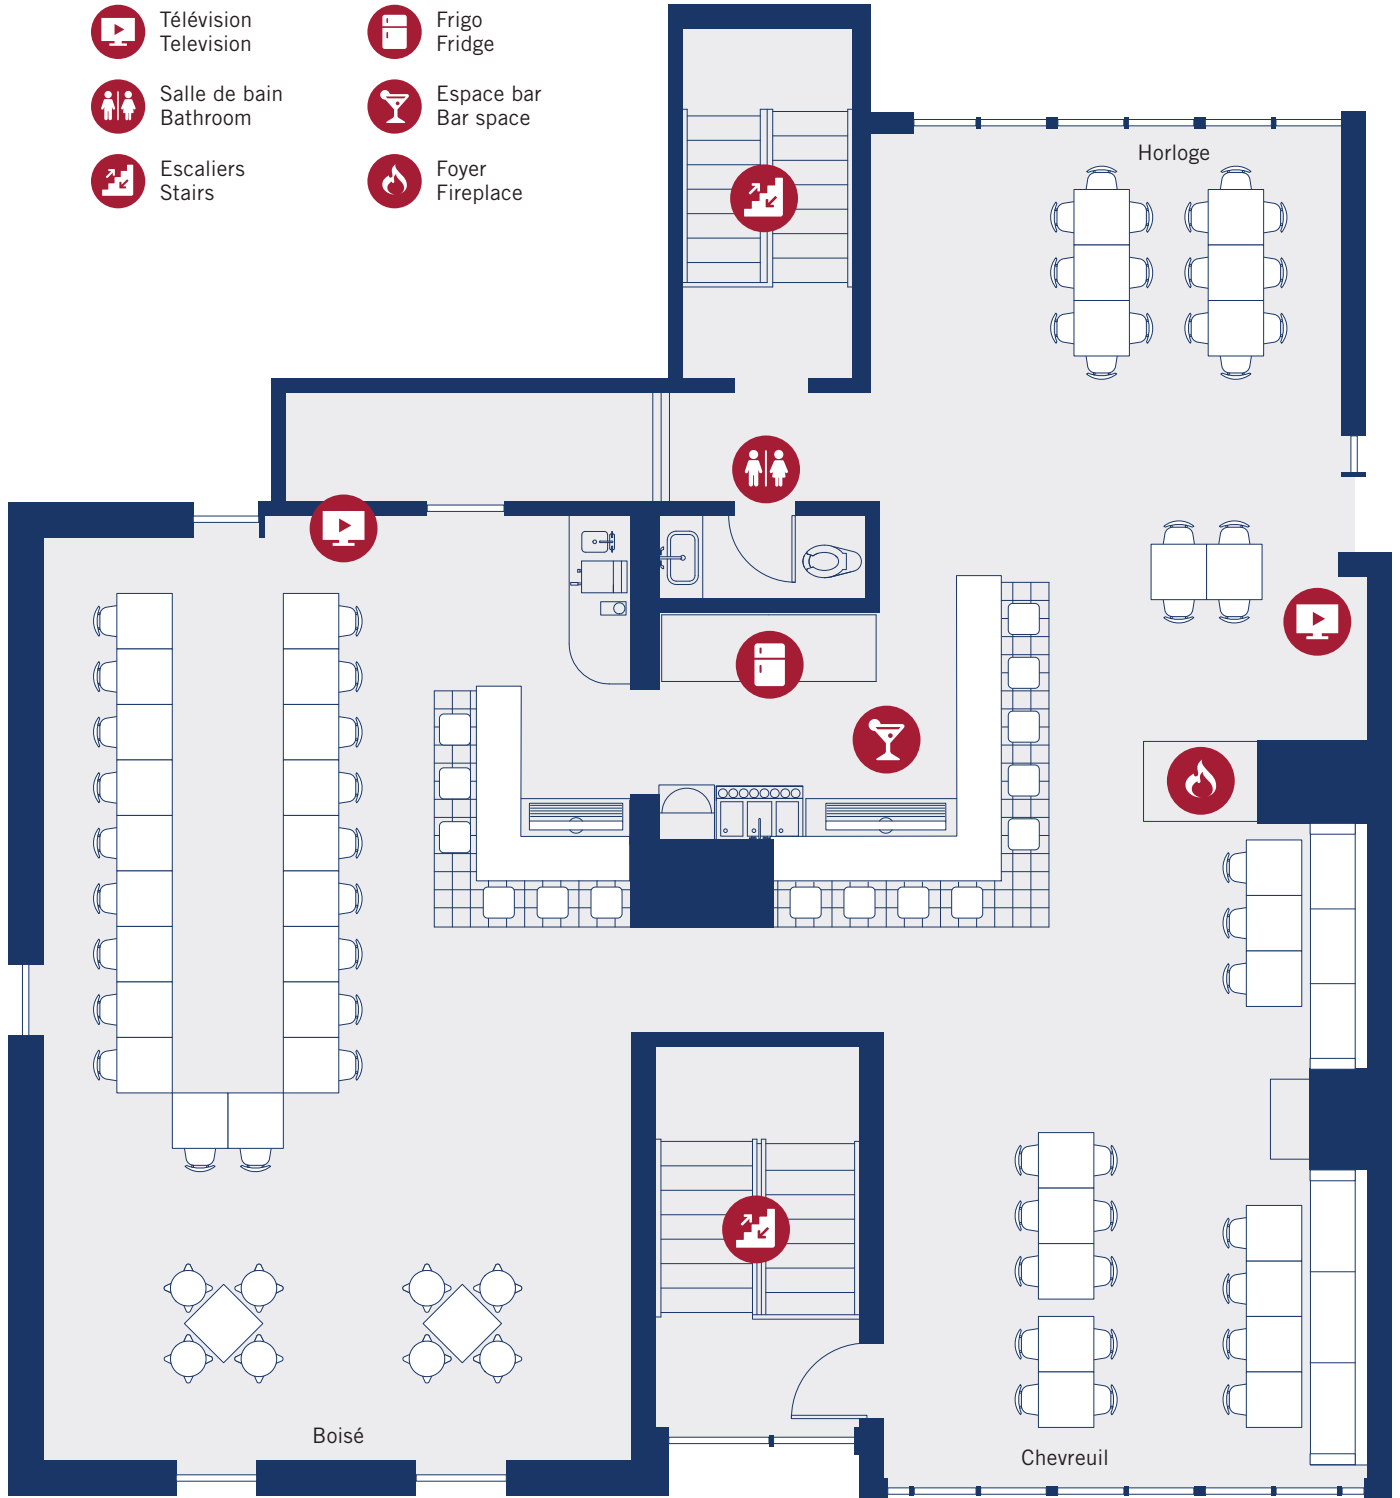 Télévision
Television
Frigo
Fridge
Salle de bain
Bathroom
Espace bar
Bar space
Escaliers
Stairs
Foyer
Fireplace
Horloge
Boisé
Chevreuil